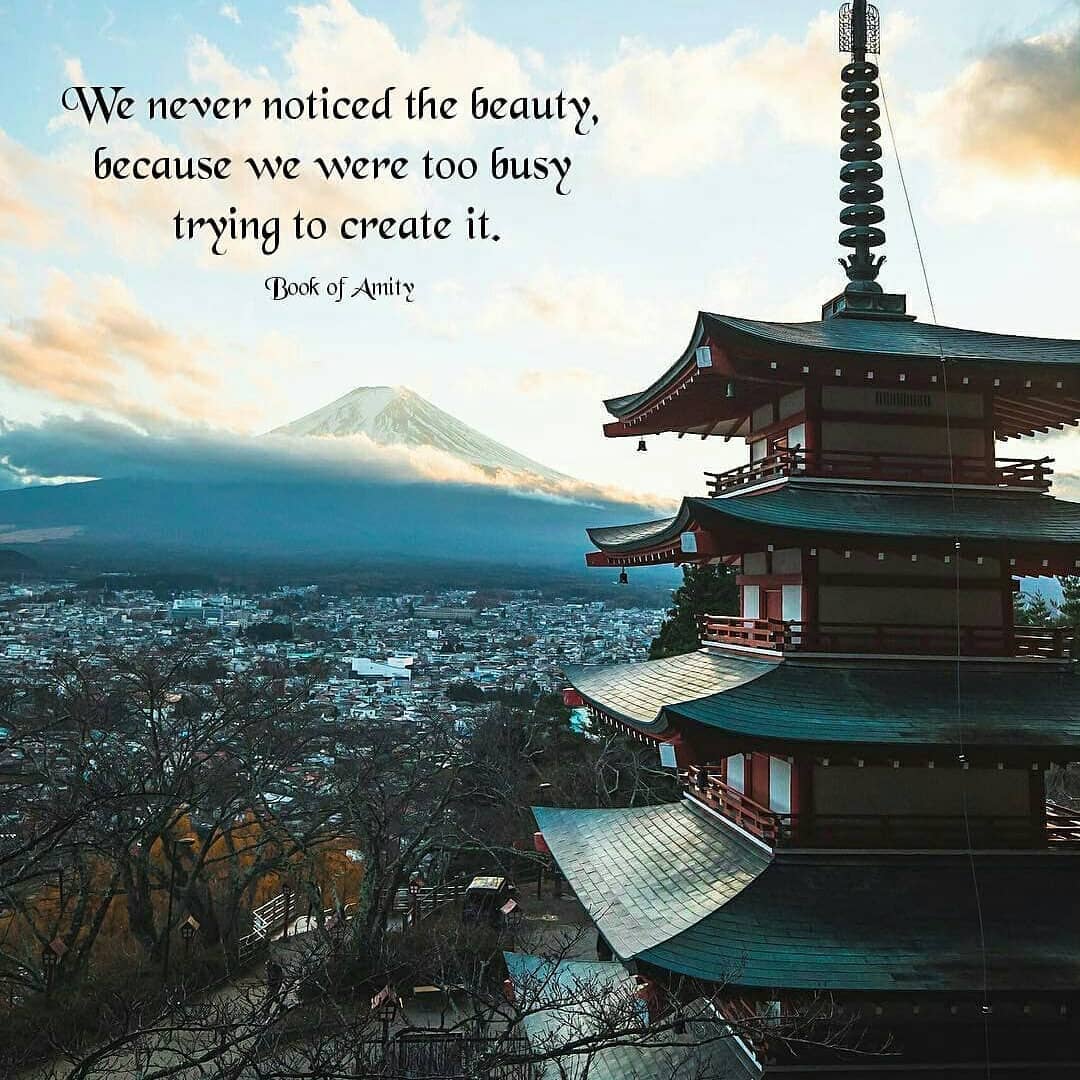 We never noticed the beauty,
because we were too busy
trying to create it.
Book of Amity